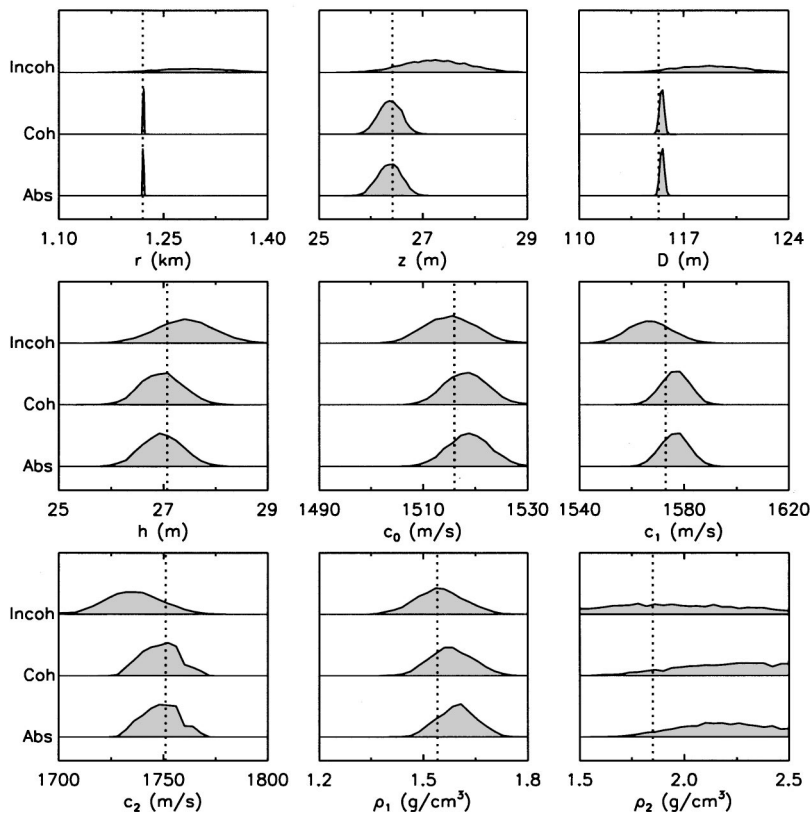 Incoh
Coh
Abs
1.10 1.25 1.40
r (km)
25 27 29
z (m)
110 117 124
D (m)
Incoh
Coh
Abs
25 27 29
h (m)
1490 1510 1530
c₀ (m/s)
1540 1580 1620
c₁ (m/s)
Incoh
Coh
Abs
1700 1750 1800
c₂ (m/s)
1.2 1.5 1.8
ρ₁ (g/cm³)
1.5 2.0 2.5
ρ₂ (g/cm³)